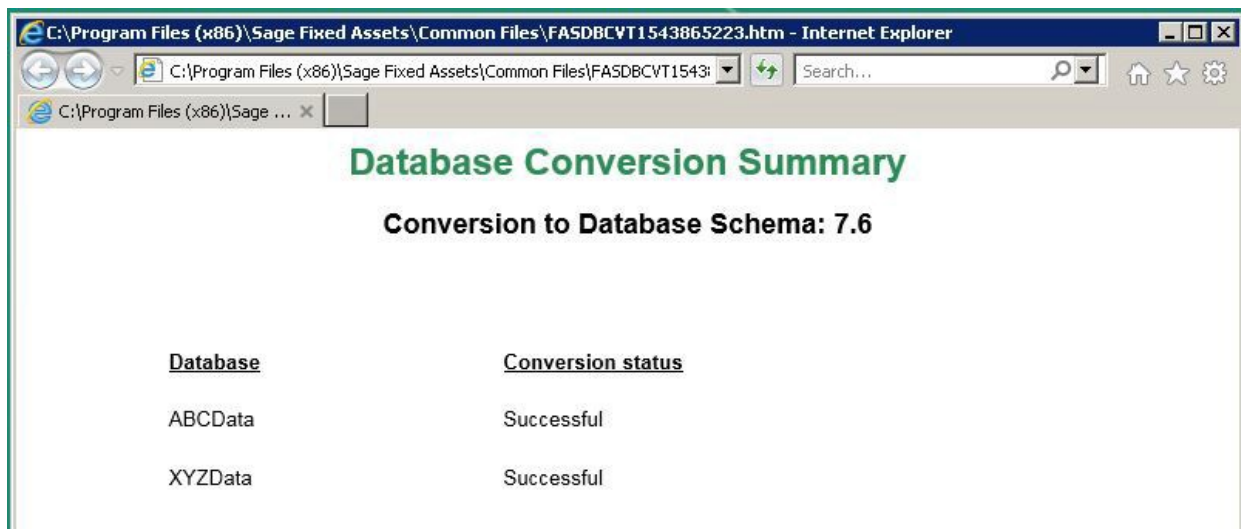 C:\Program Files (x86)\Sage Fixed Assets\Common Files\FASDBCVT1543865223.htm - Internet Explorer
C:\Program Files (x86)\Sage Fixed Assets\Common Files\FASDBCVT1543 Search...
C:\Program Files (x86)\Sage ...
Database Conversion Summary
Conversion to Database Schema: 7.6
Database Conversion status
ABCData Successful
XYZData Successful